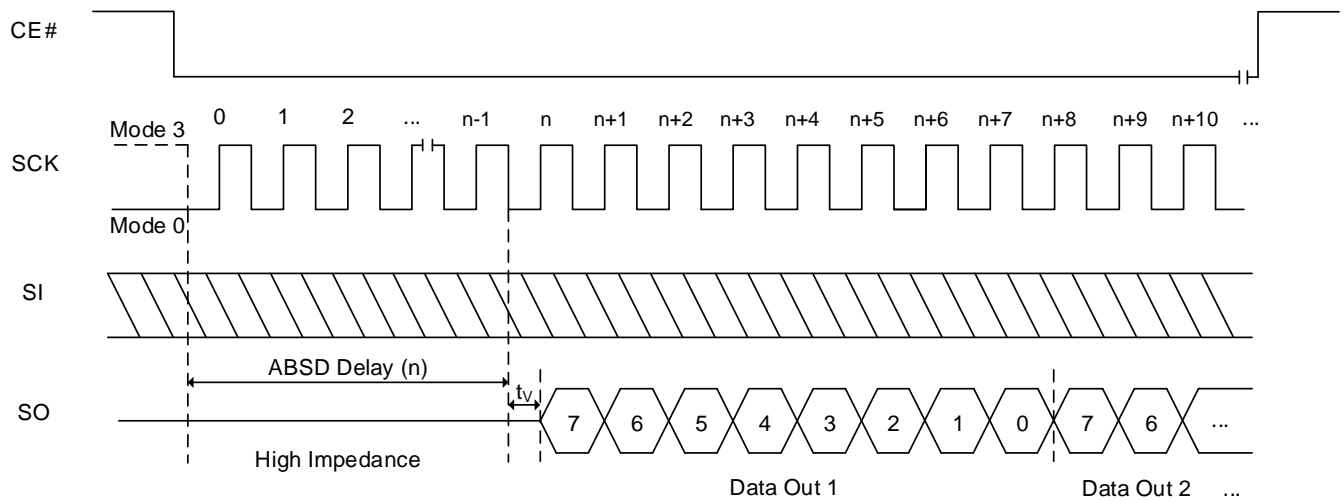 CE#
0 1 2 ... n-1 n n+1 n+2 n+3 n+4 n+5 n+6 n+7 n+8 n+9 n+10 ...
Mode 3
SCK
Mode 0
SI
ABSD Delay (n)
tV
SO
7 6 5 4 3 2 1 0 7 6 ...
High Impedance
Data Out 1 Data Out 2 ...